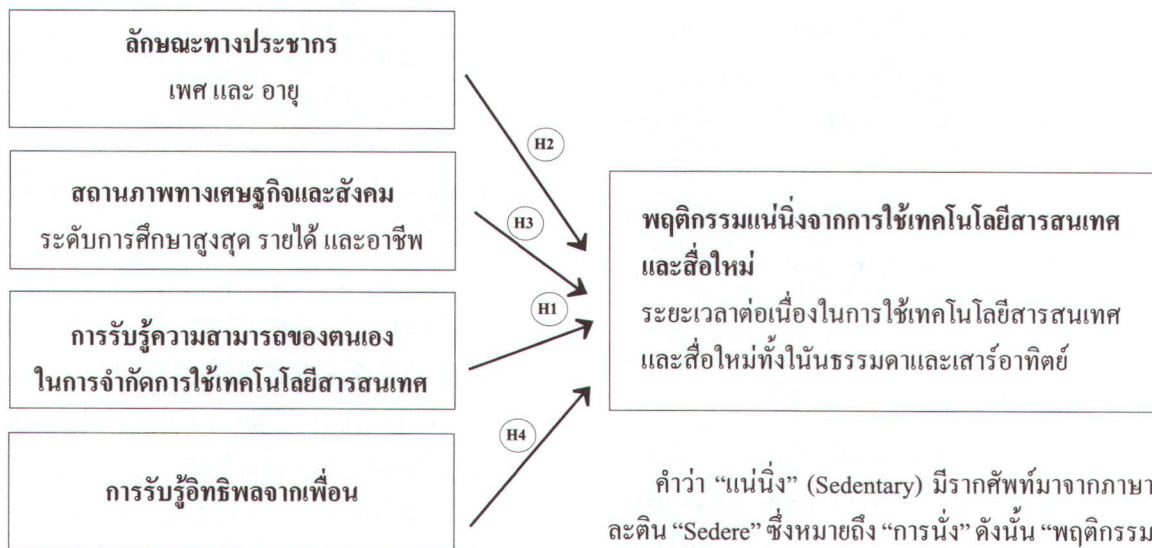 ลักษณะทางประชากร
เพศ และ อายุ
H2
สถานภาพทางเศรษฐกิจและสังคม
ระดับการศึกษาสูงสุด รายได้ และอาชีพ
H3
การรับรู้ความสามารถของตนเอง
ในการจำกัดการใช้เทคโนโลยีสารสนเทศ
H1
การรับรู้อิทธิพลจากเพื่อน
H4
พฤติกรรมแน่นิ่งจากการใช้เทคโนโลยีสารสนเทศ
และสื่อใหม่
ระยะเวลาต่อเนื่องในการใช้เทคโนโลยีสารสนเทศ
และสื่อใหม่ทั้งในันธรรมดาและเสาร์อาทิตย์
คำว่า “แน่นิ่ง” (Sedentary) มีรากศัพท์มาจากภาษา
ละติน “Sedere” ซึ่งหมายถึง “การนั่ง” ดังนั้น “พฤติกรรม